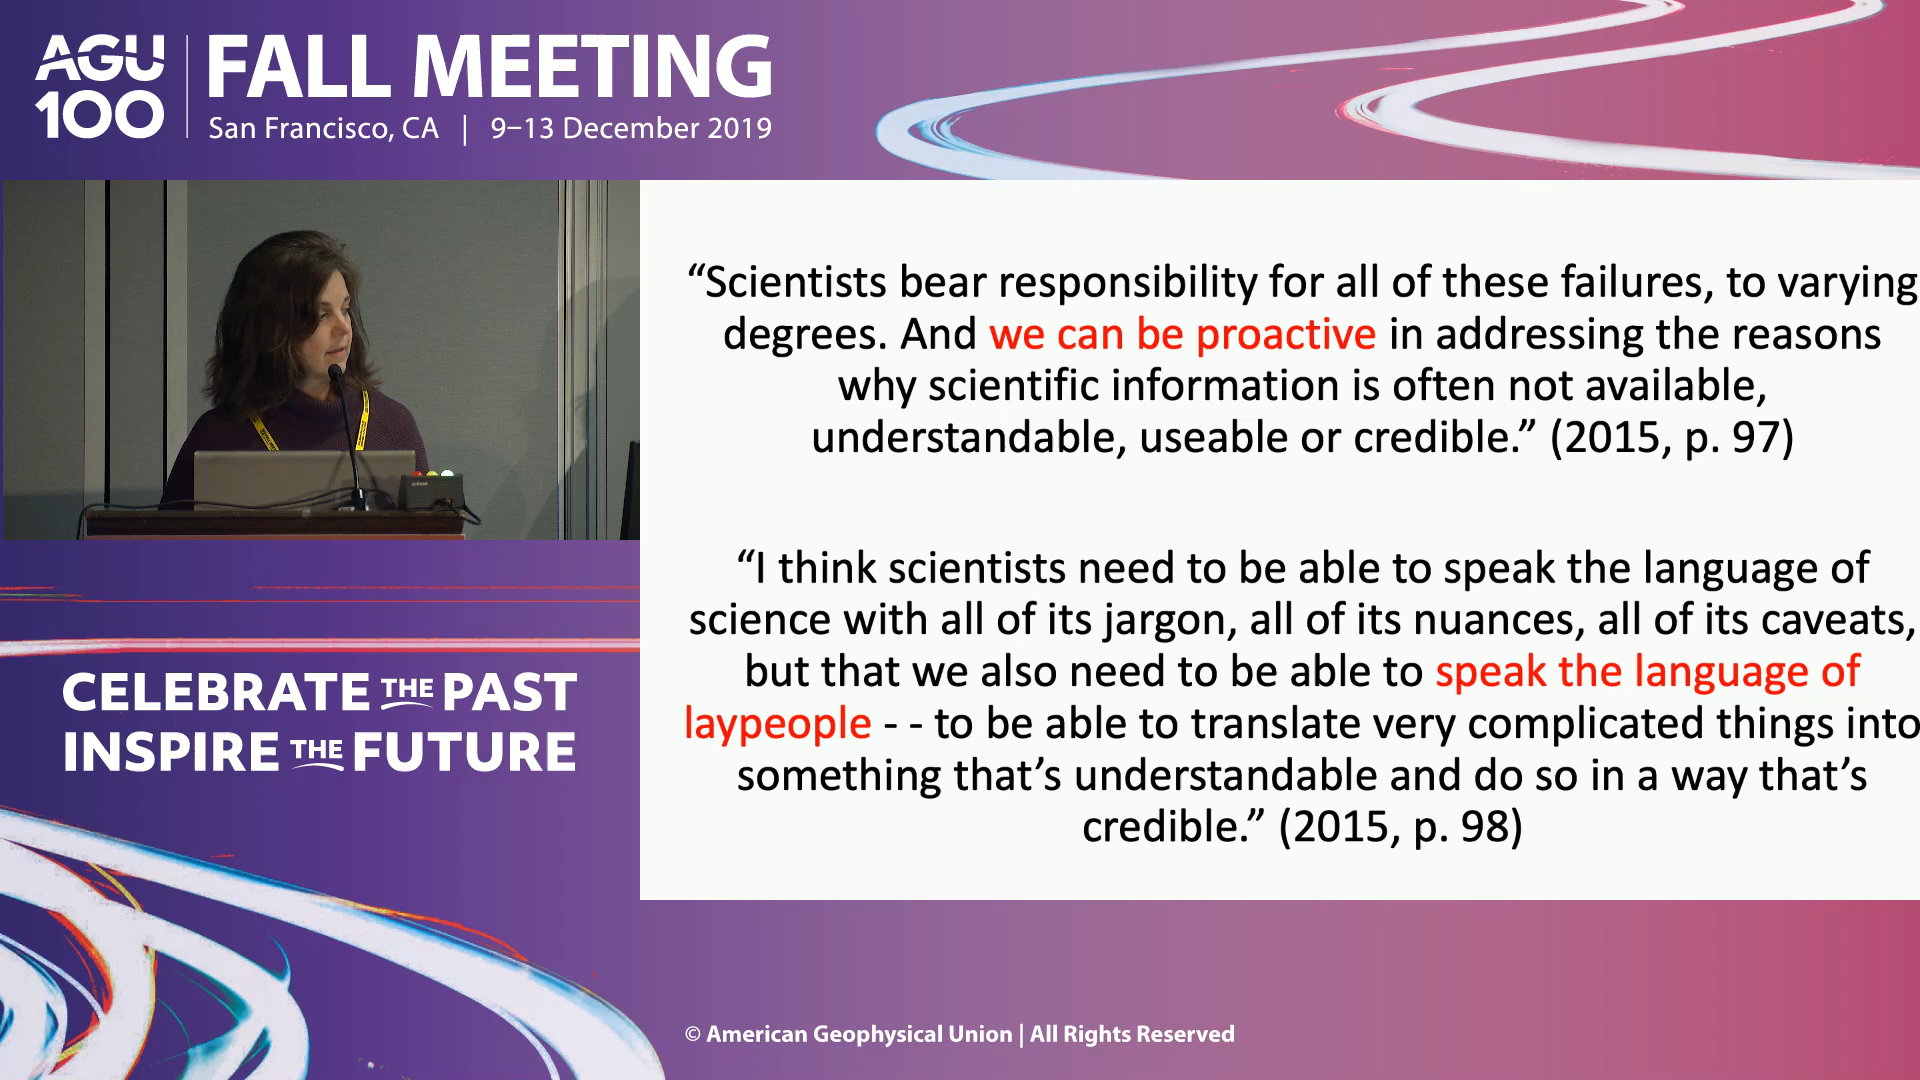 AGU
100
FALL MEETING
San Francisco, CA | 9–13 December 2019
“Scientists bear responsibility for all of these failures, to varying
degrees. And we can be proactive in addressing the reasons
why scientific information is often not available,
understandable, useable or credible.” (2015, p. 97)
“I think scientists need to be able to speak the language of
science with all of its jargon, all of its nuances, all of its caveats,
but that we also need to be able to speak the language of
laypeople - - to be able to translate very complicated things into
something that’s understandable and do so in a way that’s
credible.” (2015, p. 98)
CELEBRATE THE PAST
INSPIRE THE FUTURE
© American Geophysical Union | All Rights Reserved